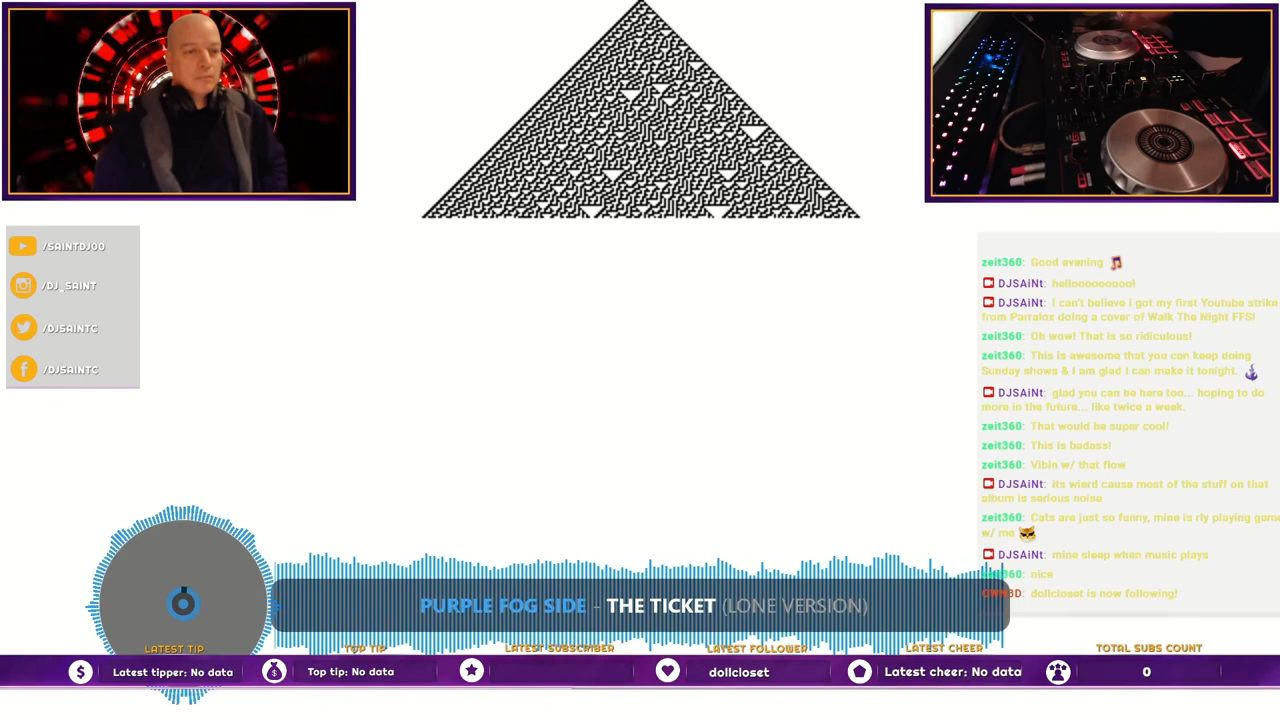 /SAINTDJ00
/DJ_SAINT
/DJSAINTC
/DJSAINTC
zeit360: Good evening
DJSAiNt: hellooooooooo!
DJSAiNt: I can't believe i got my first Youtube strike
from Parralox doing a cover of Walk The Night FFS!
zeit360: Oh wow! That is so ridiculous!
zeit360: This is awesome that you can keep doing
Sunday shows & I am glad I can make it tonight.
DJSAiNt: glad you can be here too... hoping to do
more in the future... like twice a week.
zeit360: That would be super cool!
zeit360: This is badass!
zeit360: Vibin w/ that flow
DJSAiNt: its wierd cause most of the stuff on that
album is serious noise
zeit360: Cats are just so funny, mine is rly playing game
w/ me
DJSAiNt: mine sleep when music plays
zeit360: nice
dollcloset is now following!
PURPLE FOG SIDE - THE TICKET (LONE VERSION)
LATEST TIP
TOP TIP
LATEST SUBSCRIBER
LATEST FOLLOWER
LATEST CHEER
TOTAL SUBS COUNT
Latest tipper: No data
Top tip: No data
dollcloset
Latest cheer: No data
0